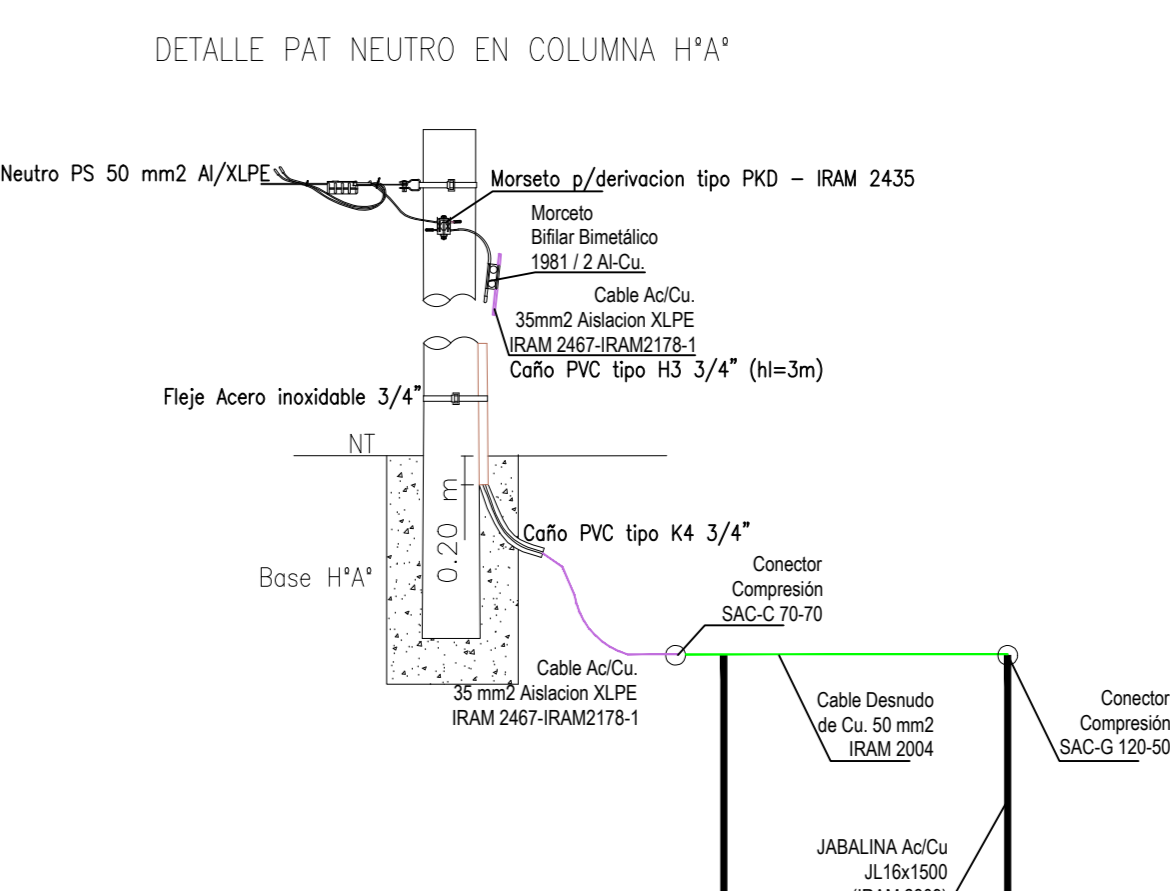 DETALLE PAT NEUTRO EN COLUMNA HºAº
Neutro PS 50 mm2 Al/XLPE
Morseto p/derivacion tipo PKD – IRAM 2435
Morceto
Bifilar Bimetálico
1981 / 2 Al-Cu.
Cable Ac/Cu.
35mm2 Aislacion XLPE
IRAM 2467-IRAM2178-1
Caño PVC tipo H3 3/4” (hl=3m)
Fleje Acero inoxidable 3/4”
NT
0.20 m
Caño PVC tipo K4 3/4”
Base HºAº
Conector
Compresión
SAC-C 70-70
Cable Ac/Cu.
35 mm2 Aislacion XLPE
IRAM 2467-IRAM2178-1
Cable Desnudo
de Cu. 50 mm2
IRAM 2004
Conector
Compresión
SAC-G 120-50
JABALINA Ac/Cu
JL16x1500